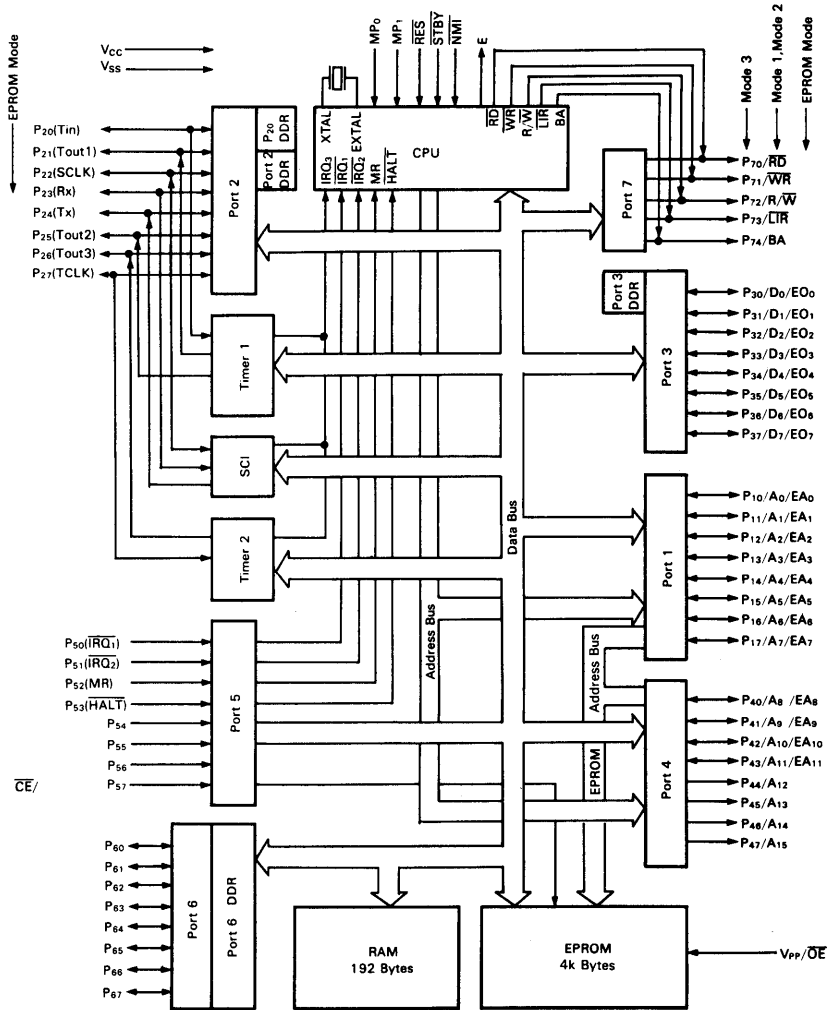 EPROM Mode
VCC
VSS
MP0
MP1
RES
STBY
NMI
E
Mode 3
Mode 1, Mode 2
EPROM Mode
XTAL
EXTAL
CPU
RD
WR
R/W
LIR
BA
IRQ3
IRQ1
IRQ2
MR
HALT
P20(Tin)
P21(Tout1)
P22(SCLK)
P23(Rx)
P24(Tx)
P25(Tout2)
P26(Tout3)
P27(TCLK)
Port 2
P20 DDR
Port 2 DDR
Port 7
P70/RD
P71/WR
P72/R/W
P73/LIR
P74/BA
Timer 1
SCI
Timer 2
Port 3 DDR
Port 3
P30/D0/EO0
P31/D1/EO1
P32/D2/EO2
P33/D3/EO3
P34/D4/EO4
P35/D5/EO5
P36/D6/EO6
P37/D7/EO7
Data Bus
Address Bus
EPROM Address Bus
Port 1
P10/A0/EA0
P11/A1/EA1
P12/A2/EA2
P13/A3/EA3
P14/A4/EA4
P15/A5/EA5
P16/A6/EA6
P17/A7/EA7
P50(IRQ1)
P51(IRQ2)
P52(MR)
P53(HALT)
P54
P55
P56
CE/ P57
Port 5
Port 4
P40/A8 /EA8
P41/A9 /EA9
P42/A10/EA10
P43/A11/EA11
P44/A12
P45/A13
P46/A14
P47/A15
P60
P61
P62
P63
P64
P65
P66
P67
Port 6
Port 6 DDR
RAM
192 Bytes
EPROM
4k Bytes
VPP/OE